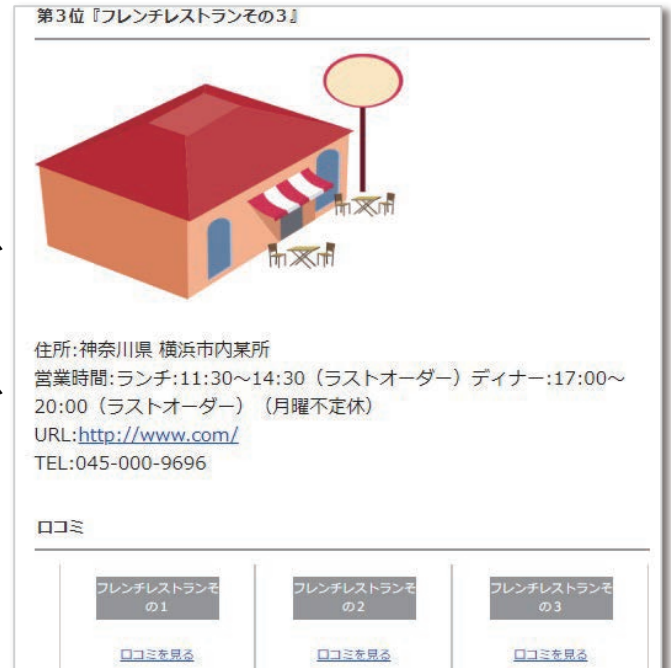 第3位『フレンチレストランその3』
住所:神奈川県 横浜市内某所
営業時間:ランチ:11:30～14:30（ラストオーダー）ディナー:17:00～
20:00（ラストオーダー）（月曜不定休）
URL:http://www.com/
TEL:045-000-9696
口コミ
フレンチレストランそ
の1
フレンチレストランそ
の2
フレンチレストランそ
の3
口コミを見る
口コミを見る
口コミを見る